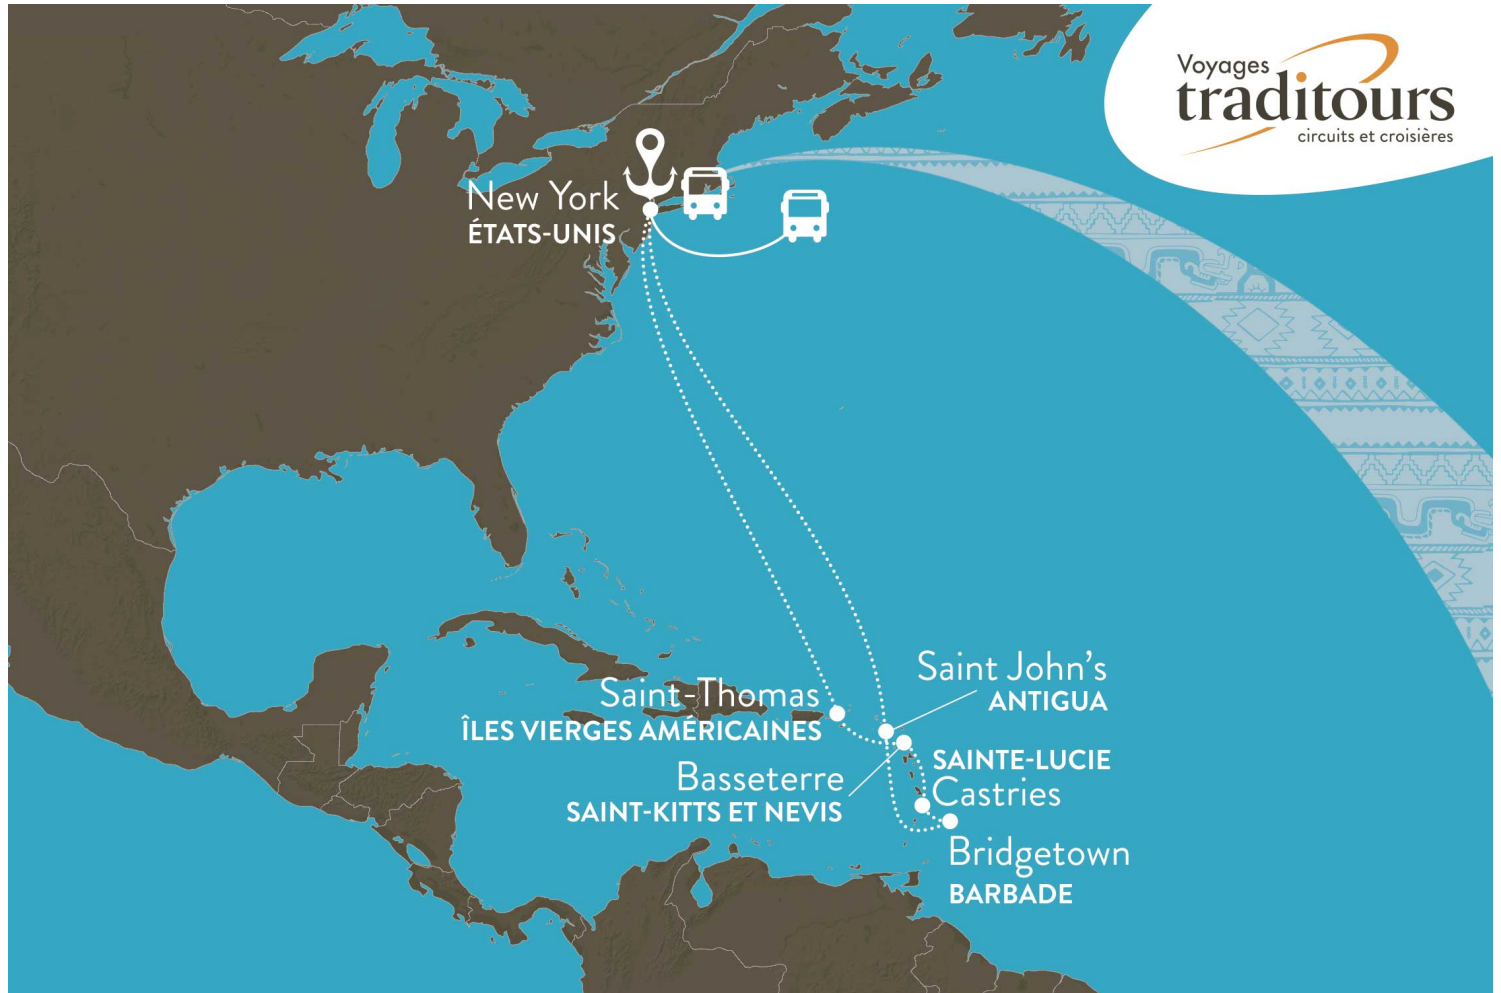 Voyages
traditours
circuits et croisières
New York
ÉTATS-UNIS
Saint John's
ANTIGUA
Saint-Thomas
ÎLES VIERGES AMÉRICAINES
SAINTE-LUCIE
Castries
Basseterre
SAINT-KITTS ET NEVIS
Bridgetown
BARBADE